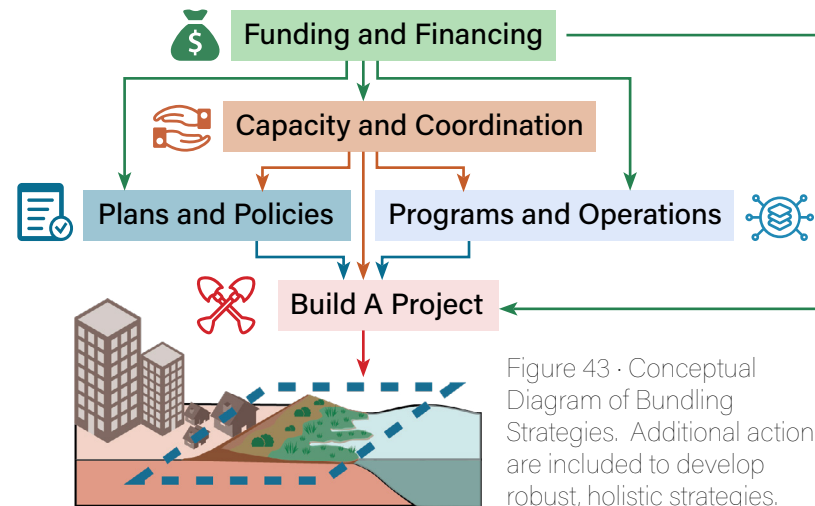 $
Funding and Financing
Capacity and Coordination
Plans and Policies
Programs and Operations
Build A Project
Figure 43 · Conceptual
Diagram of Bundling
Strategies. Additional action
are included to develop
robust, holistic strategies.